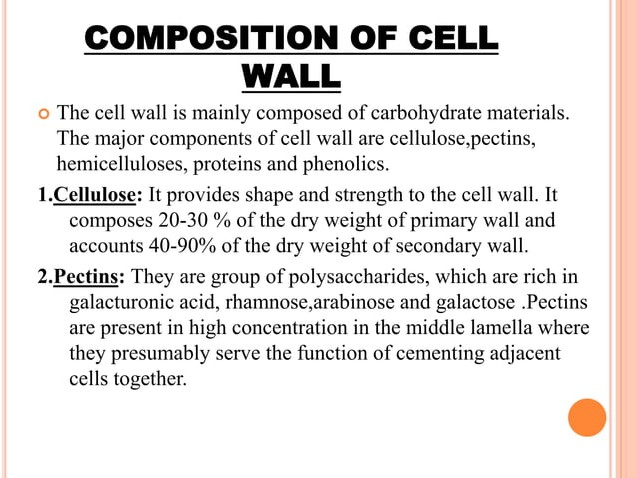 COMPOSITION OF CELL
WALL
The cell wall is mainly composed of carbohydrate materials.
The major components of cell wall are cellulose,pectins,
hemicelluloses, proteins and phenolics.
1.Cellulose: It provides shape and strength to the cell wall. It
composes 20-30 % of the dry weight of primary wall and
accounts 40-90% of the dry weight of secondary wall.
2.Pectins: They are group of polysaccharides, which are rich in
galacturonic acid, rhamnose,arabinose and galactose .Pectins
are present in high concentration in the middle lamella where
they presumably serve the function of cementing adjacent
cells together.